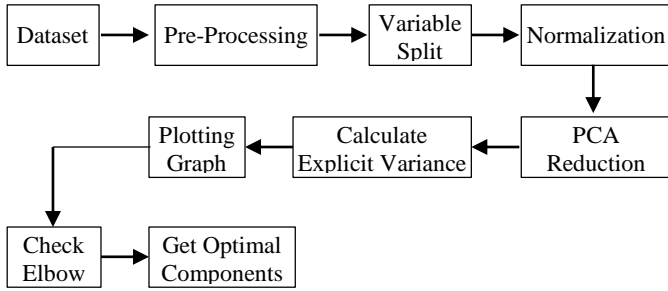 Dataset
Pre-Processing
Variable
Split
Normalization
PCA
Reduction
Calculate
Explicit Variance
Plotting
Graph
Check
Elbow
Get Optimal
Components